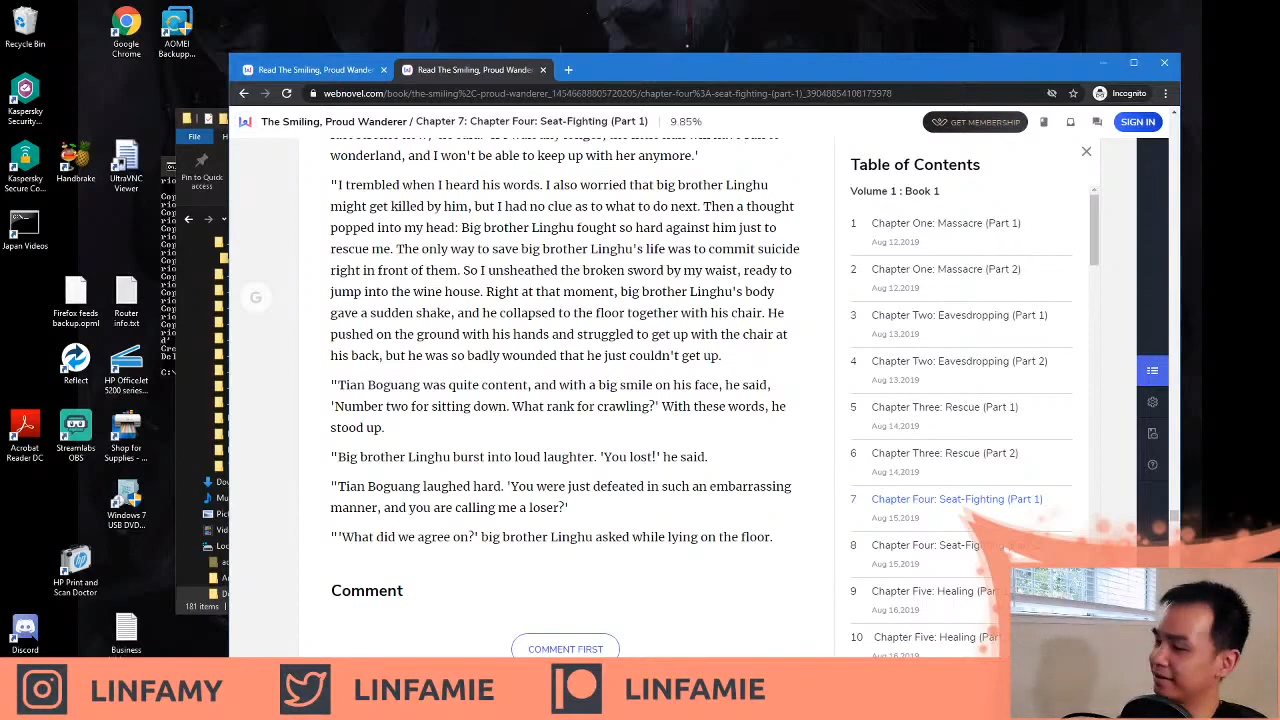 Recycle Bin
Google Chrome
AOMEI Backupp...
Kaspersky Security...
Kaspersky Secure Co...
Handbrake
UltraVNC Viewer
Japan Videos
Firefox feeds backup.opml
Router info.txt
Reflect
HP OfficeJet 5200 series...
Acrobat Reader DC
Streamlabs OBS
Shop for Supplies - ...
Windows 7 USB DVD...
HP Print and Scan Doctor
Discord
Business
File
Pin to Quick access
181 items
Read The Smiling, Proud Wander
Read The Smiling, Proud Wande
webnovel.com/book/the-smiling%2C-proud-wanderer_14546688805720205/chapter-four%3A-seat-fighting-(part-1)_39048854108175978
Incognito
The Smiling, Proud Wanderer / Chapter 7: Chapter Four: Seat-Fighting (Part 1)
9.85%
GET MEMBERSHIP
SIGN IN
wonderland, and I won't be able to keep up with her anymore.'
"I trembled when I heard his words. I also worried that big brother Linghu
might get killed by him, but I had no clue as to what to do next. Then a thought
popped into my head: Big brother Linghu fought so hard against him just to
rescue me. The only way to save big brother Linghu's life was to commit suicide
right in front of them. So I unsheathed the broken sword by my waist, ready to
jump into the wine house. Right at that moment, big brother Linghu's body
gave a sudden shake, and he collapsed to the floor together with his chair. He
pushed on the ground with his hands and struggled to get up with the chair at
his back, but he was so badly wounded that he just couldn't get up.
"Tian Boguang was quite content, and with a big smile on his face, he said,
'Number two for sitting down. What rank for crawling?' With these words, he
stood up.
"Big brother Linghu burst into loud laughter. 'You lost!' he said.
"Tian Boguang laughed hard. 'You were just defeated in such an embarrassing
manner, and you are calling me a loser?'
"'What did we agree on?' big brother Linghu asked while lying on the floor.
Comment
COMMENT FIRST
Table of Contents
Volume 1 : Book 1
1 Chapter One: Massacre (Part 1)
Aug 12,2019
2 Chapter One: Massacre (Part 2)
Aug 12,2019
3 Chapter Two: Eavesdropping (Part 1)
Aug 13,2019
4 Chapter Two: Eavesdropping (Part 2)
Aug 13,2019
5 Chapter Three: Rescue (Part 1)
Aug 14,2019
6 Chapter Three: Rescue (Part 2)
Aug 14,2019
7 Chapter Four: Seat-Fighting (Part 1)
Aug 15,2019
8 Chapter Four: Seat-Fig
Aug 15,2019
9 Chapter Five: Healing (Pa
Aug 16,2019
10 Chapter Five: Healing (Par
Aug 16,2019
LINFAMY
LINFAMIE
LINFAMIE